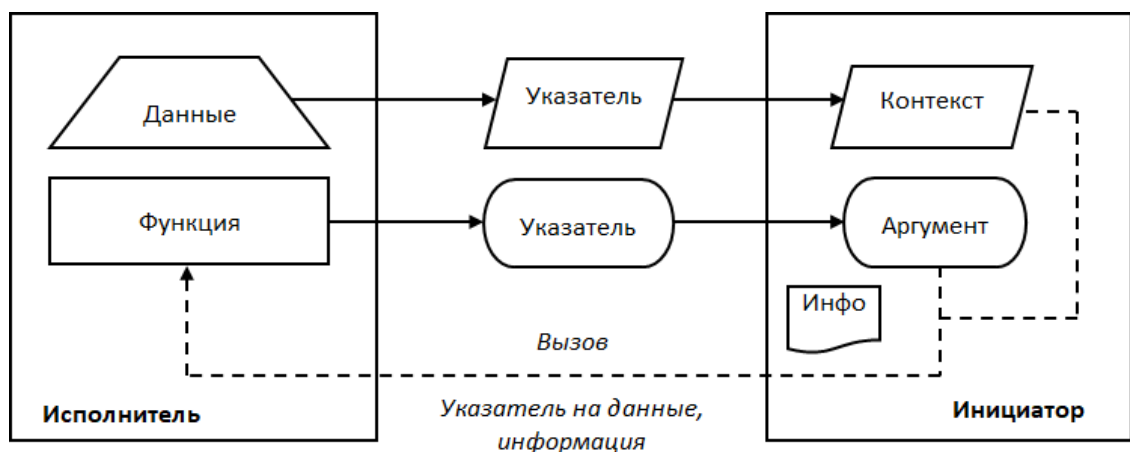 Данные
Указатель
Контекст
Функция
Указатель
Аргумент
Инфо
Вызов
Исполнитель
Указатель на данные,
информация
Инициатор